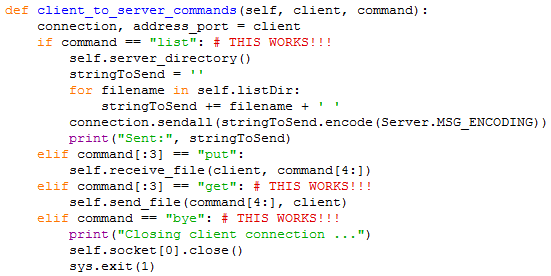 def client_to_server_commands(self, client, command):
    connection, address_port = client
    if command == "list": # THIS WORKS!!!
        self.server_directory()
        stringToSend = ''
        for filename in self.listDir:
            stringToSend += filename + ' '
        connection.sendall(stringToSend.encode(Server.MSG_ENCODING))
        print("Sent:", stringToSend)
    elif command[:3] == "put":
        self.receive_file(client, command[4:])
    elif command[:3] == "get": # THIS WORKS!!!
        self.send_file(command[4:], client)
    elif command == "bye": # THIS WORKS!!!
        print("Closing client connection ...")
        self.socket[0].close()
        sys.exit(1)